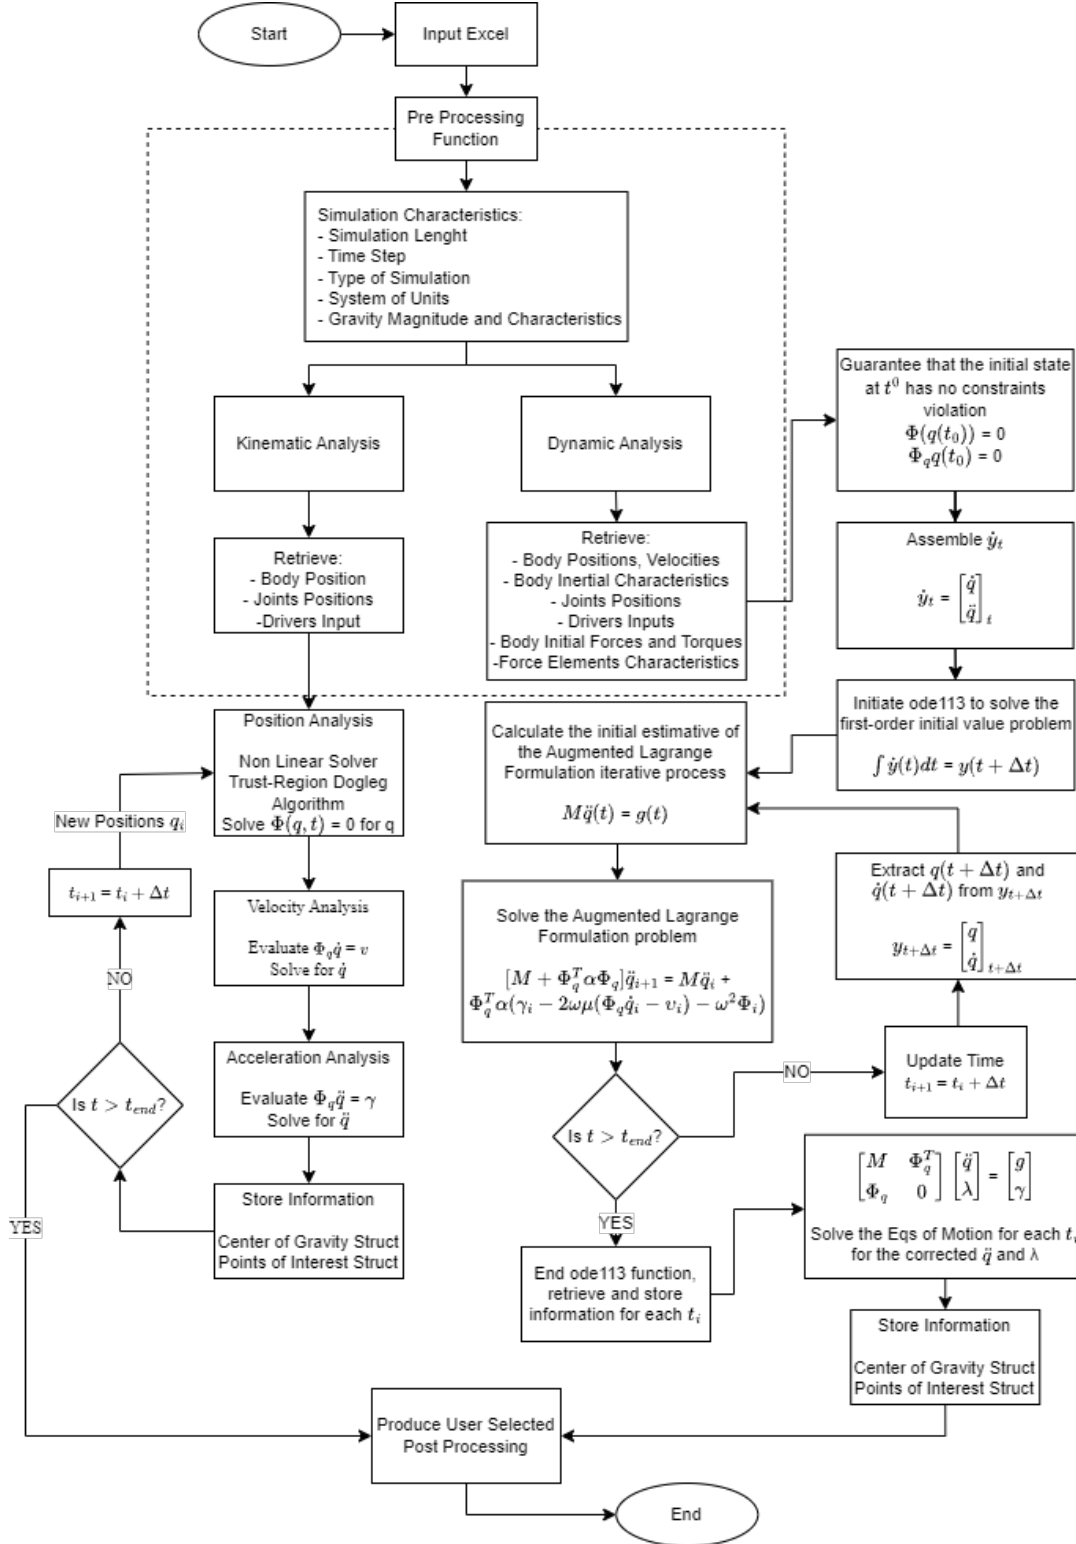 Start
Input Excel
Pre Processing
Function
Simulation Characteristics:
- Simulation Lenght
- Time Step
- Type of Simulation
- System of Units
- Gravity Magnitude and Characteristics
Kinematic Analysis
Dynamic Analysis
Retrieve:
- Body Position
- Joints Positions
-Drivers Input
Retrieve:
- Body Positions, Velocities
- Body Inertial Characteristics
- Joints Positions
- Drivers Inputs
- Body Initial Forces and Torques
-Force Elements Characteristics
Guarantee that the initial state
at t⁰ has no constraints
violation
Φ(q(t₀)) = 0
Φ_q q(t₀) = 0
Assemble ẏ_t
ẏ_t = [q̇ q̈]_t
Initiate ode113 to solve the
first-order initial value problem
∫ẏ(t)dt = y(t + Δt)
Position Analysis
Non Linear Solver
Trust-Region Dogleg
Algorithm
Solve Φ(q, t) = 0 for q
Velocity Analysis
Evaluate Φ_q q̇ = v
Solve for q̇
Acceleration Analysis
Evaluate Φ_q q̈ = γ
Solve for q̈
Store Information
Center of Gravity Struct
Points of Interest Struct
Is t > t_end?
NO
t_{i+1} = t_i + Δt
New Positions q_i
YES
Calculate the initial estimative of
the Augmented Lagrange
Formulation iterative process
Mq̈(t) = g(t)
Solve the Augmented Lagrange
Formulation problem
[M + Φ_q^T αΦ_q]q̈_{i+1} = Mq̈_i +
Φ_q^T α(γ_i − 2ωμ(Φ_q q̇_i − υ_i) − ω²Φ_i)
Is t > t_end?
NO
Update Time
t_{i+1} = t_i + Δt
Extract q(t + Δt) and
q̇(t + Δt) from y_{t+Δt}
y_{t+Δt} = [q q̇]_{t+Δt}
YES
End ode113 function,
retrieve and store
information for each t_i
[M Φ_q^T; Φ_q 0] [q̈; λ] = [g; γ]
Solve the Eqs of Motion for each t_i
for the corrected q̈ and λ
Store Information
Center of Gravity Struct
Points of Interest Struct
Produce User Selected
Post Processing
End